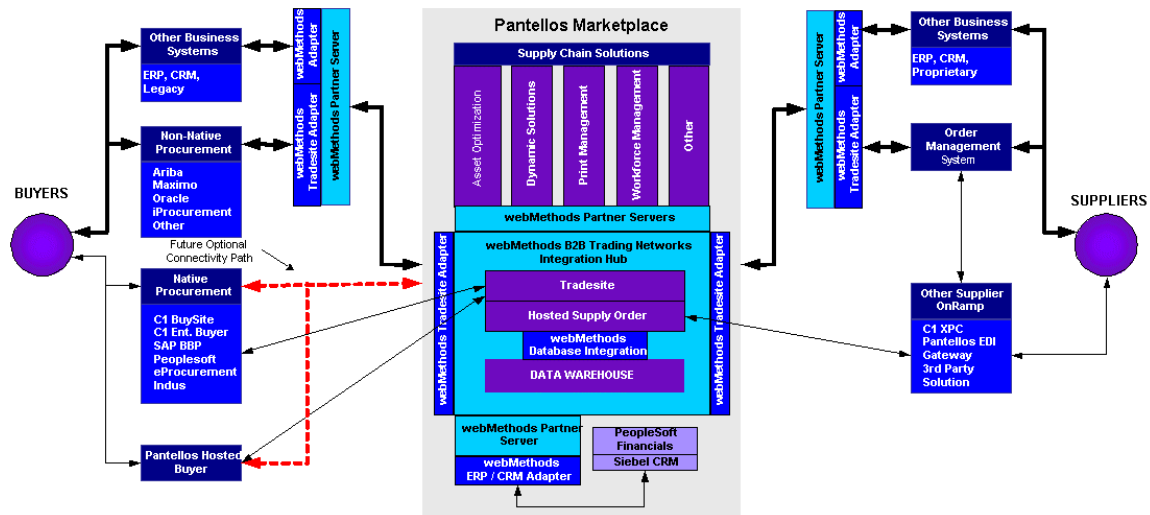 Pantellos Marketplace
Supply Chain Solutions
Asset Optimization
Dynamic Solutions
Print Management
Workforce Management
Other
webMethods Partner Servers
webMethods B2B Trading Networks
Integration Hub
Tradesite
Hosted Supply Order
webMethods
Database Integration
DATA WAREHOUSE
webMethods Tradesite Adapter
webMethods Tradesite Adapter
webMethods Partner
Server
webMethods
ERP / CRM Adapter
PeopleSoft
Financials
Siebel CRM
BUYERS
Other Business
Systems
ERP, CRM,
Legacy
Non-Native
Procurement
Ariba
Maximo
Oracle
iProcurement
Other
Future Optional
Connectivity Path
Native
Procurement
C1 BuySite
C1 Ent. Buyer
SAP BBP
Peoplesoft
eProcurement
Indus
Pantellos Hosted
Buyer
webMethods
Adapter
webMethods
Tradesite Adapter
webMethods Partner Server
webMethods Partner Server
webMethods
Adapter
webMethods
Tradesite Adapter
Other Business
Systems
ERP, CRM,
Proprietary
Order
Management
System
SUPPLIERS
Other Supplier
OnRamp
C1 XPC
Pantellos EDI
Gateway
3rd Party
Solution